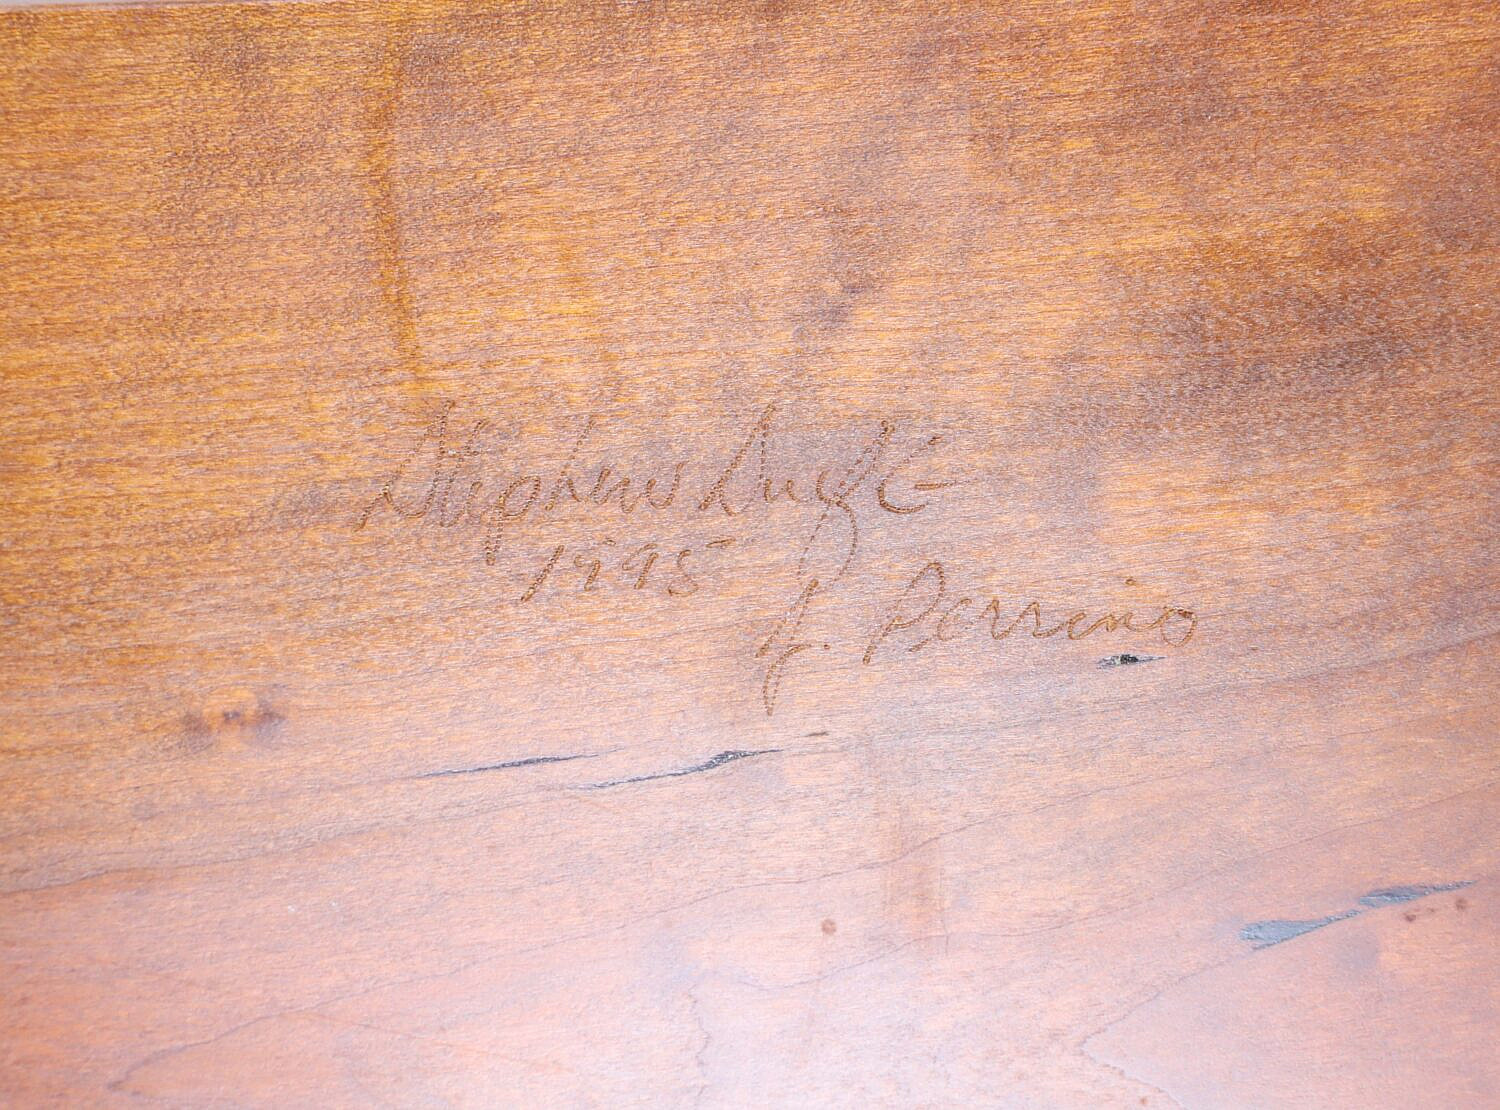 Stephen Swift
1995
J. Perrino